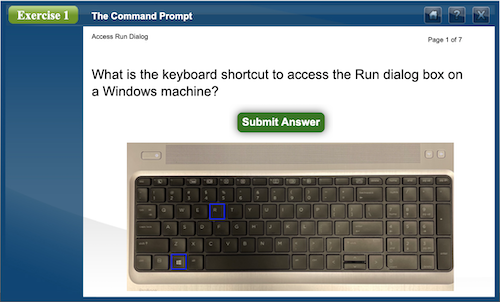 Exercise 1
The Command Prompt
?
X
Access Run Dialog
Page 1 of 7
What is the keyboard shortcut to access the Run dialog box on
a Windows machine?
Submit Answer